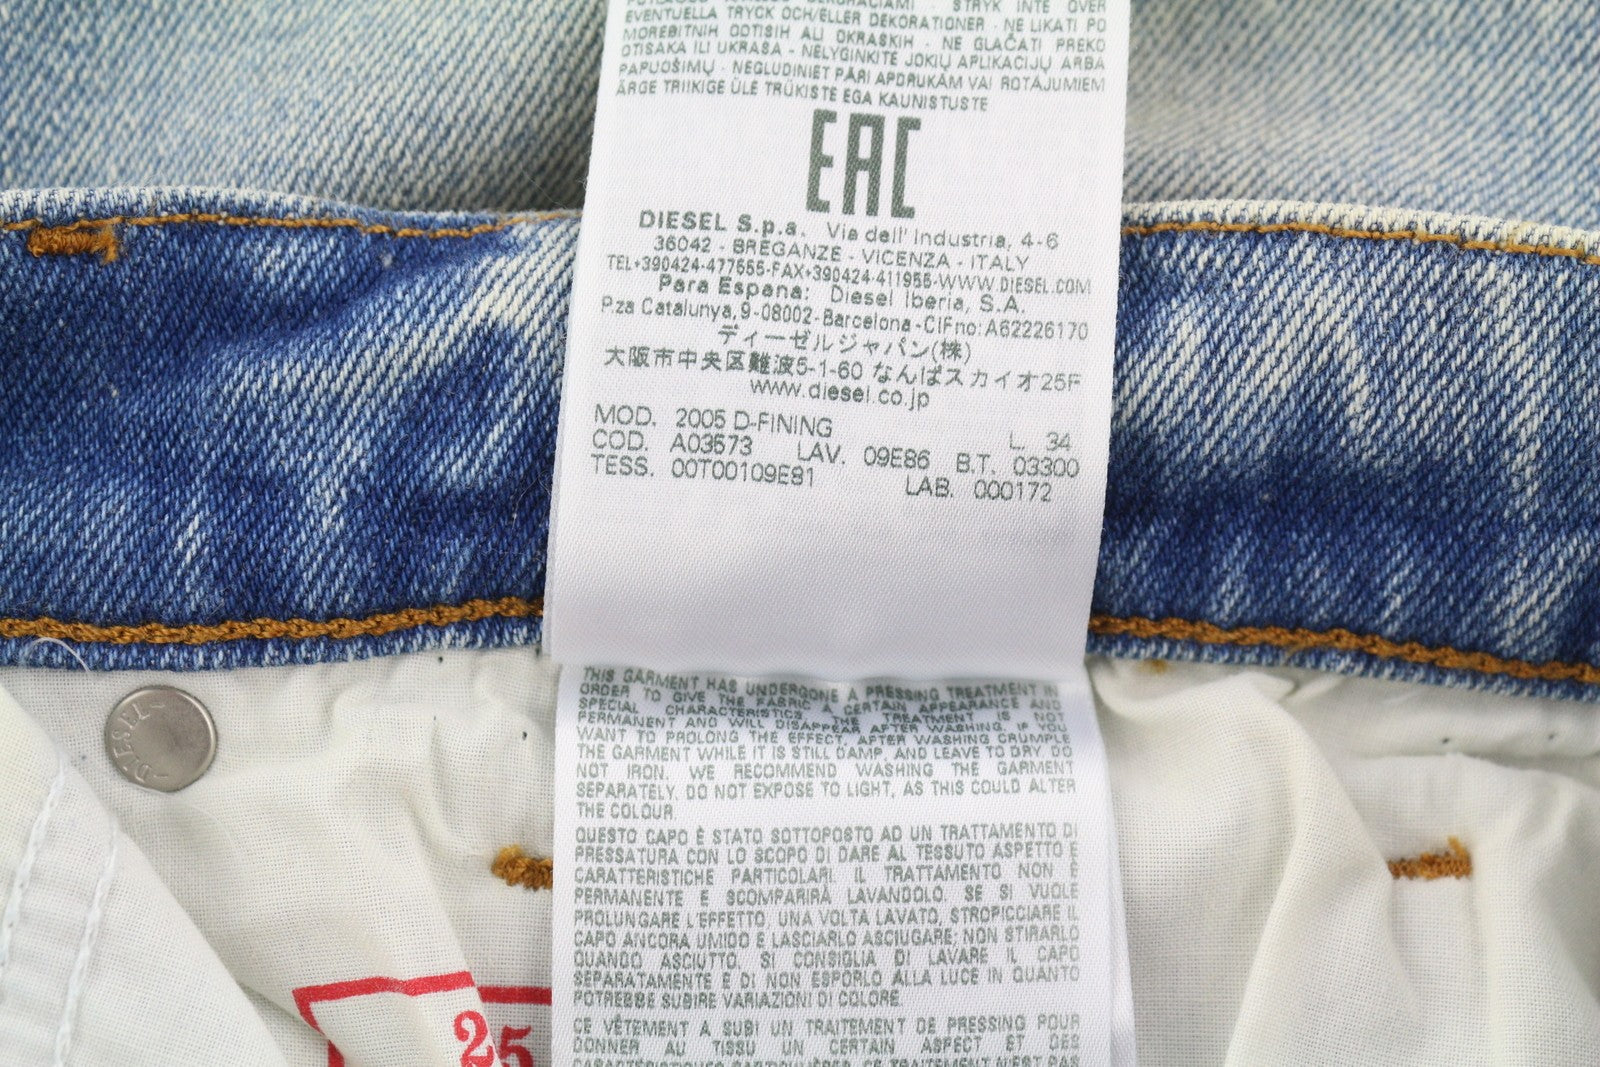 EVENTUELLA TRYCK OCH/ELLER DEKORATIONER - NE LIKATI PO
MOREBITNIH ODTISIH ALI OKRASKIH - NE GLAČATI PREKO
OTISAKA ILI UKRASA - NELYGINKITE JOKIŲ APLIKACIJŲ ARBA
PAPUOŠIMŲ - NEGLUDINIET PĀRI APDRUKĀM VAI ROTĀJUMIEM
ÄRGE TRIIKIGE ÜLE TRÜKISTE EGA KAUNISTUSTE
EAC
DIESEL S.p.a. Via dell' Industria, 4-6
36042 - BREGANZE - VICENZA - ITALY
TEL+390424-477555-FAX+390424-411955-WWW.DIESEL.COM
Para Espana: Diesel Iberia, S.A.
P.za Catalunya,9-08002-Barcelona-CIFno:A62226170
ディーゼルジャパン(株)
大阪市中央区難波5-1-60 なんばスカイオ25F
www.diesel.co.jp
MOD. 2005 D-FINING L. 34
COD. A03573 LAV. 09E86 B.T. 03300
TESS. 00T00109E81 LAB. 000172
THIS GARMENT HAS UNDERGONE A PRESSING TREATMENT IN
ORDER TO GIVE THE FABRIC A CERTAIN APPEARANCE AND
SPECIAL CHARACTERISTICS. THE TREATMENT IS NOT
PERMANENT AND WILL DISAPPEAR AFTER WASHING. IF YOU
WANT TO PROLONG THE EFFECT, AFTER WASHING CRUMPLE
THE GARMENT WHILE IT IS STILL DAMP, AND LEAVE TO DRY. DO
NOT IRON. WE RECOMMEND WASHING THE GARMENT
SEPARATELY. DO NOT EXPOSE TO LIGHT, AS THIS COULD ALTER
THE COLOUR.
QUESTO CAPO È STATO SOTTOPOSTO AD UN TRATTAMENTO DI
PRESSATURA CON LO SCOPO DI DARE AL TESSUTO ASPETTO E
CARATTERISTICHE PARTICOLARI. IL TRATTAMENTO NON È
PERMANENTE E SCOMPARIRÀ LAVANDOLO. SE SI VUOLE
PROLUNGARE L'EFFETTO, UNA VOLTA LAVATO, STROPICCIARE IL
CAPO ANCORA UMIDO E LASCIARLO ASCIUGARE; NON STIRARLO
QUANDO ASCIUTTO. SI CONSIGLIA DI LAVARE IL CAPO
SEPARATAMENTE E DI NON ESPORLO ALLA LUCE IN QUANTO
POTREBBE SUBIRE VARIAZIONI DI COLORE.
CE VÊTEMENT A SUBI UN TRAITEMENT DE PRESSING POUR
DONNER AU TISSU UN CERTAIN ASPECT ET DES
CARACTERISTIQUES PARTICULIÈRES. CE TRAITEMENT N'EST PAS
DIESEL
25